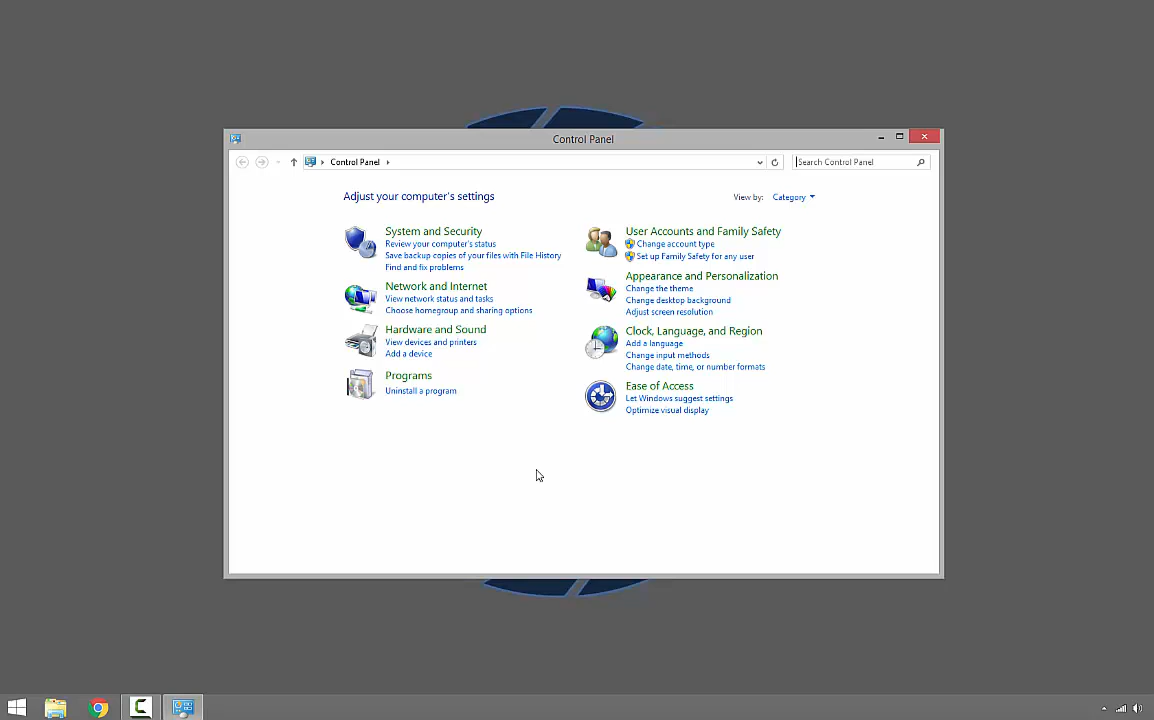 Control Panel
Control Panel
Search Control Panel
Adjust your computer's settings
View by: Category
System and Security
Review your computer's status
Save backup copies of your files with File History
Find and fix problems
Network and Internet
View network status and tasks
Choose homegroup and sharing options
Hardware and Sound
View devices and printers
Add a device
Programs
Uninstall a program
User Accounts and Family Safety
Change account type
Set up Family Safety for any user
Appearance and Personalization
Change the theme
Change desktop background
Adjust screen resolution
Clock, Language, and Region
Add a language
Change input methods
Change date, time, or number formats
Ease of Access
Let Windows suggest settings
Optimize visual display